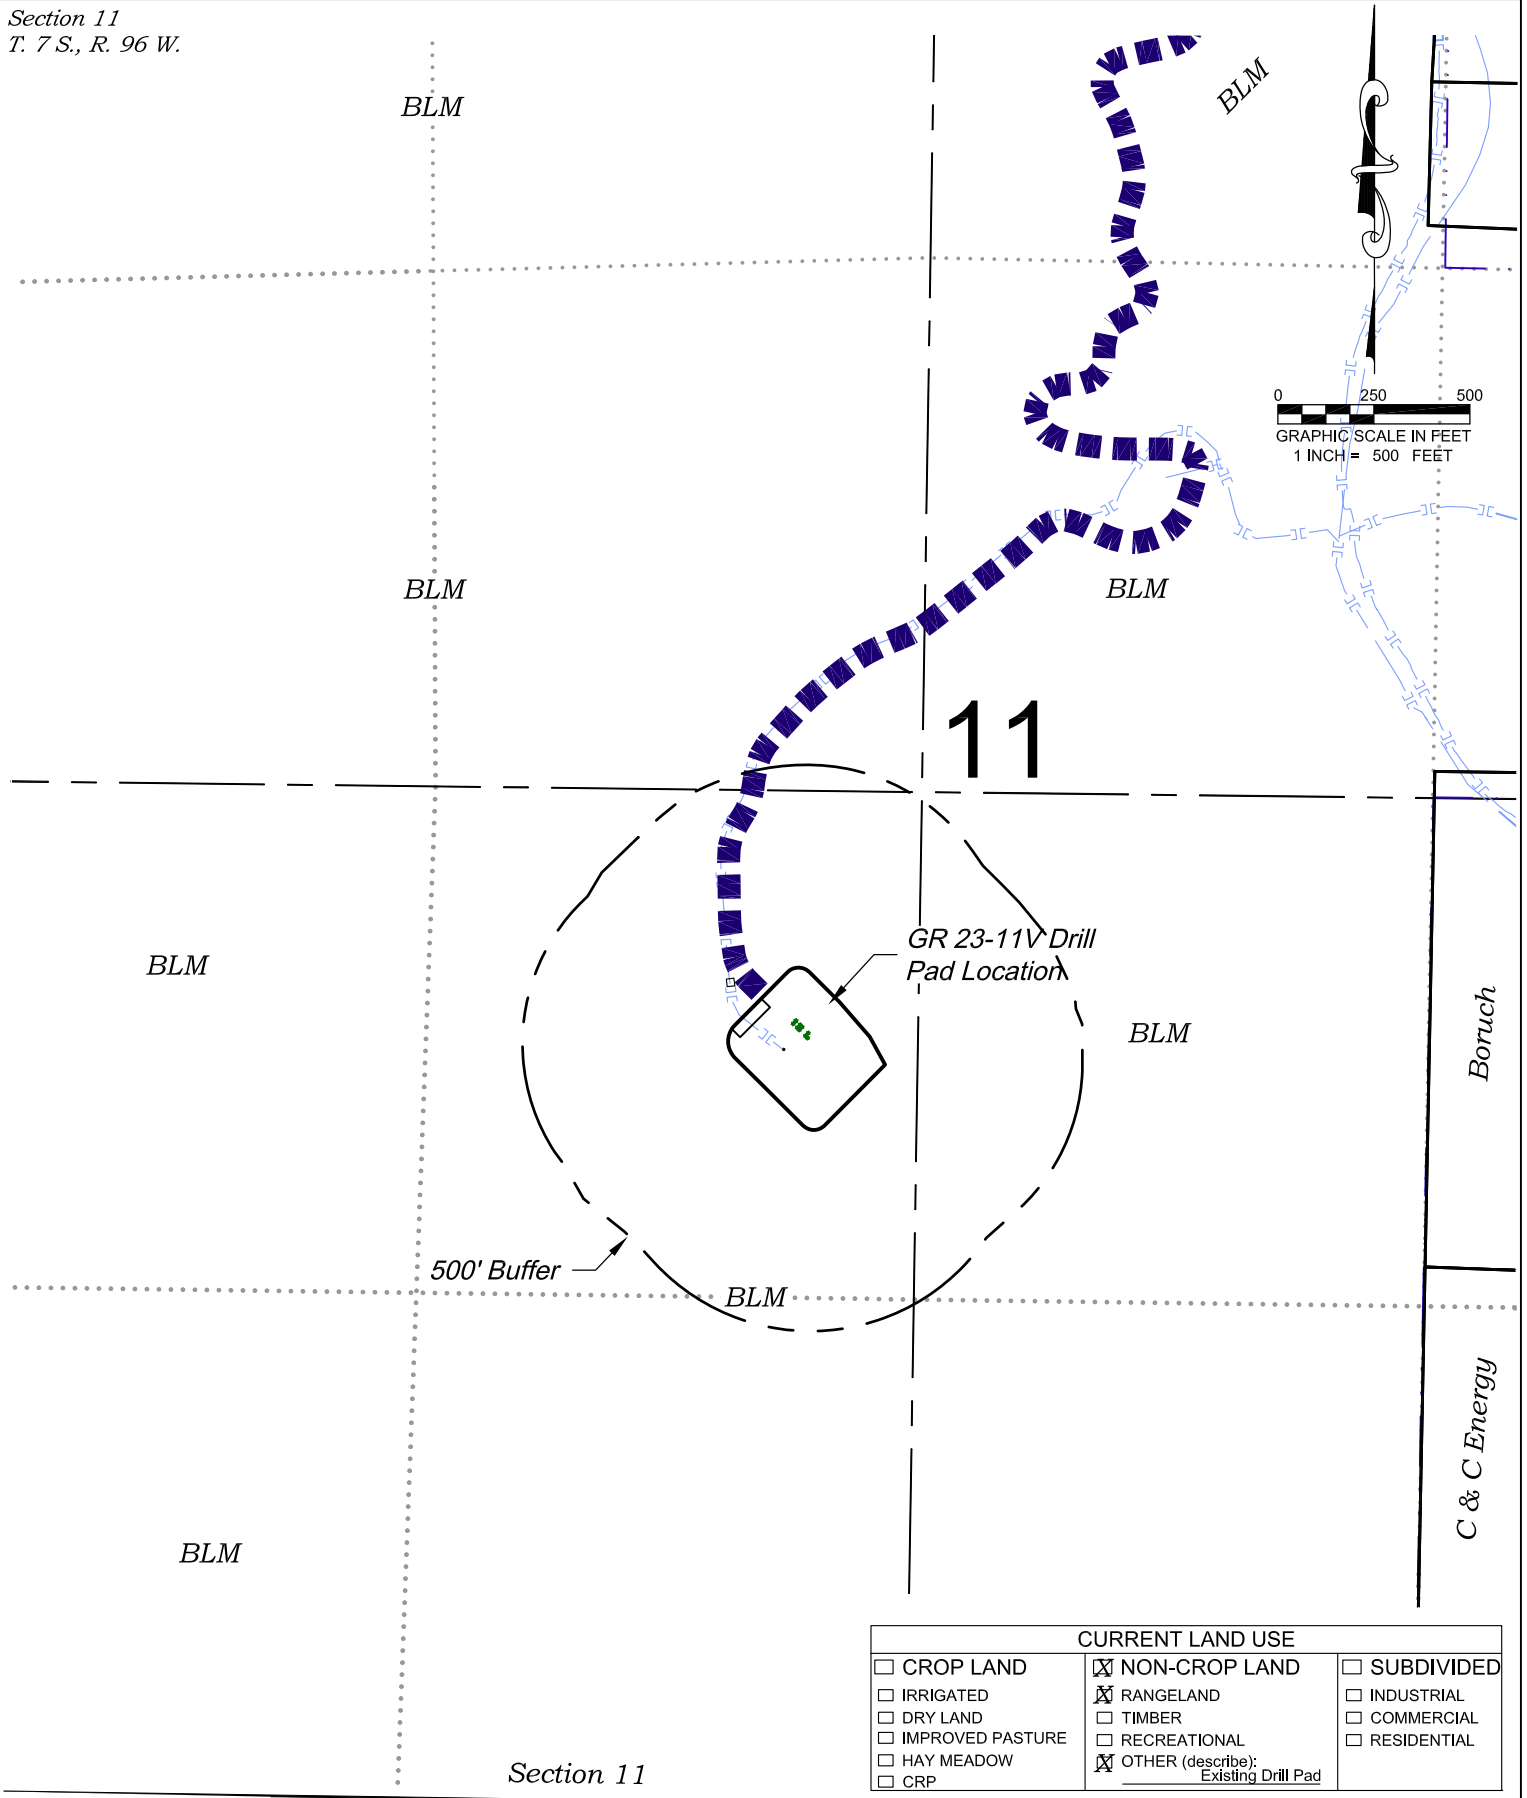 Section 11
T. 7 S., R. 96 W.
BLM
BLM
0 250 500
GRAPHIC SCALE IN FEET
1 INCH = 500 FEET
BLM
BLM
11
BLM
GR 23-11V Drill
Pad Location
BLM
Boruch
500' Buffer
BLM
C & C Energy
BLM
Section 11
CURRENT LAND USE
CROP LAND
IRRIGATED
DRY LAND
IMPROVED PASTURE
HAY MEADOW
CRP
X NON-CROP LAND
X RANGELAND
TIMBER
RECREATIONAL
X OTHER (describe):
Existing Drill Pad
SUBDIVIDED
INDUSTRIAL
COMMERCIAL
RESIDENTIAL